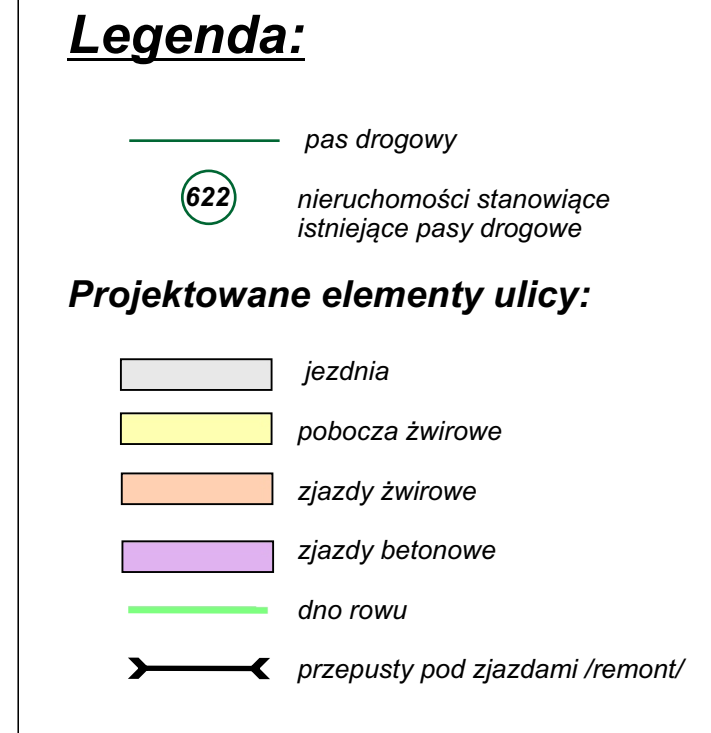 Legenda:
pas drogowy
622
nieruchomości stanowiące
istniejące pasy drogowe
Projektowane elementy ulicy:
jezdnia
pobocza żwirowe
zjazdy żwirowe
zjazdy betonowe
dno rowu
przepusty pod zjazdami /remont/